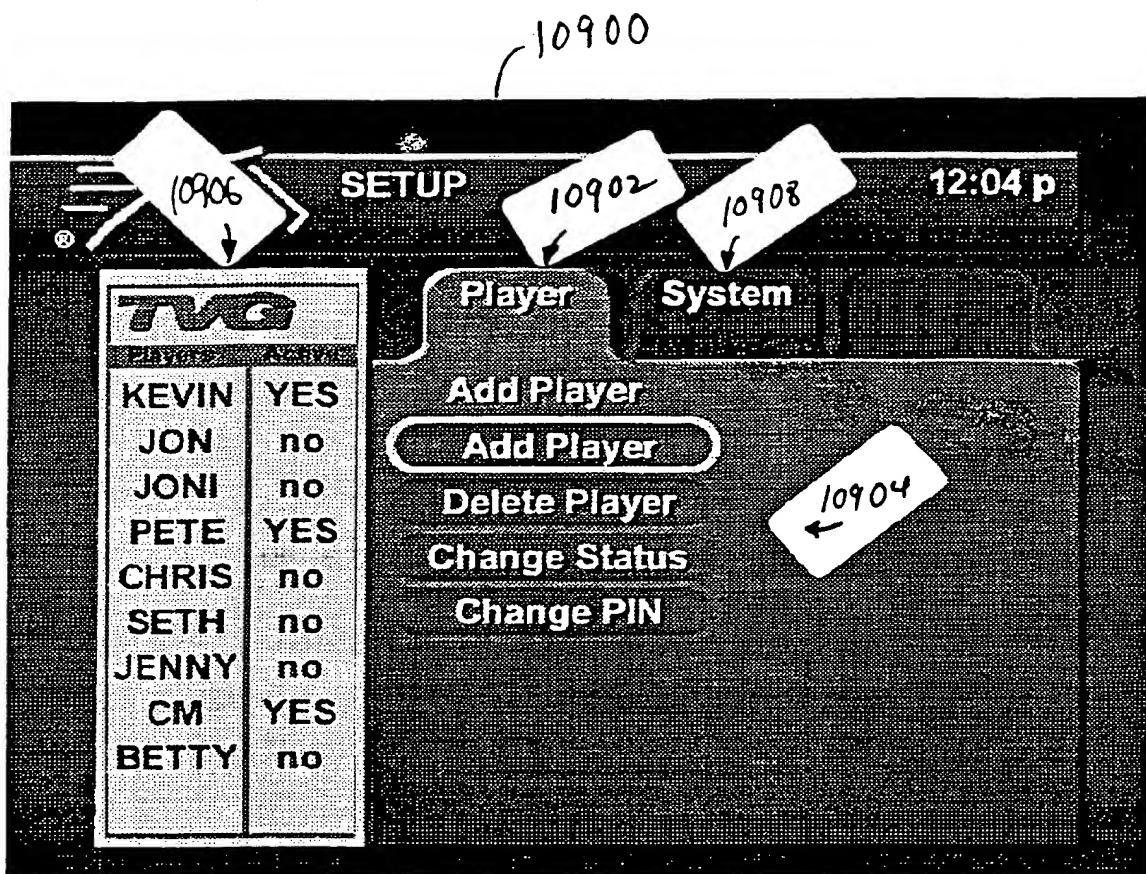 10900
10906 SETUP 10902 10908 12:04 p
®
TVG
Players Active
KEVIN YES
JON no
JONI no
PETE YES
CHRIS no
SETH no
JENNY no
CM YES
BETTY no
Player System
Add Player
Add Player
Delete Player
Change Status
Change PIN
10904